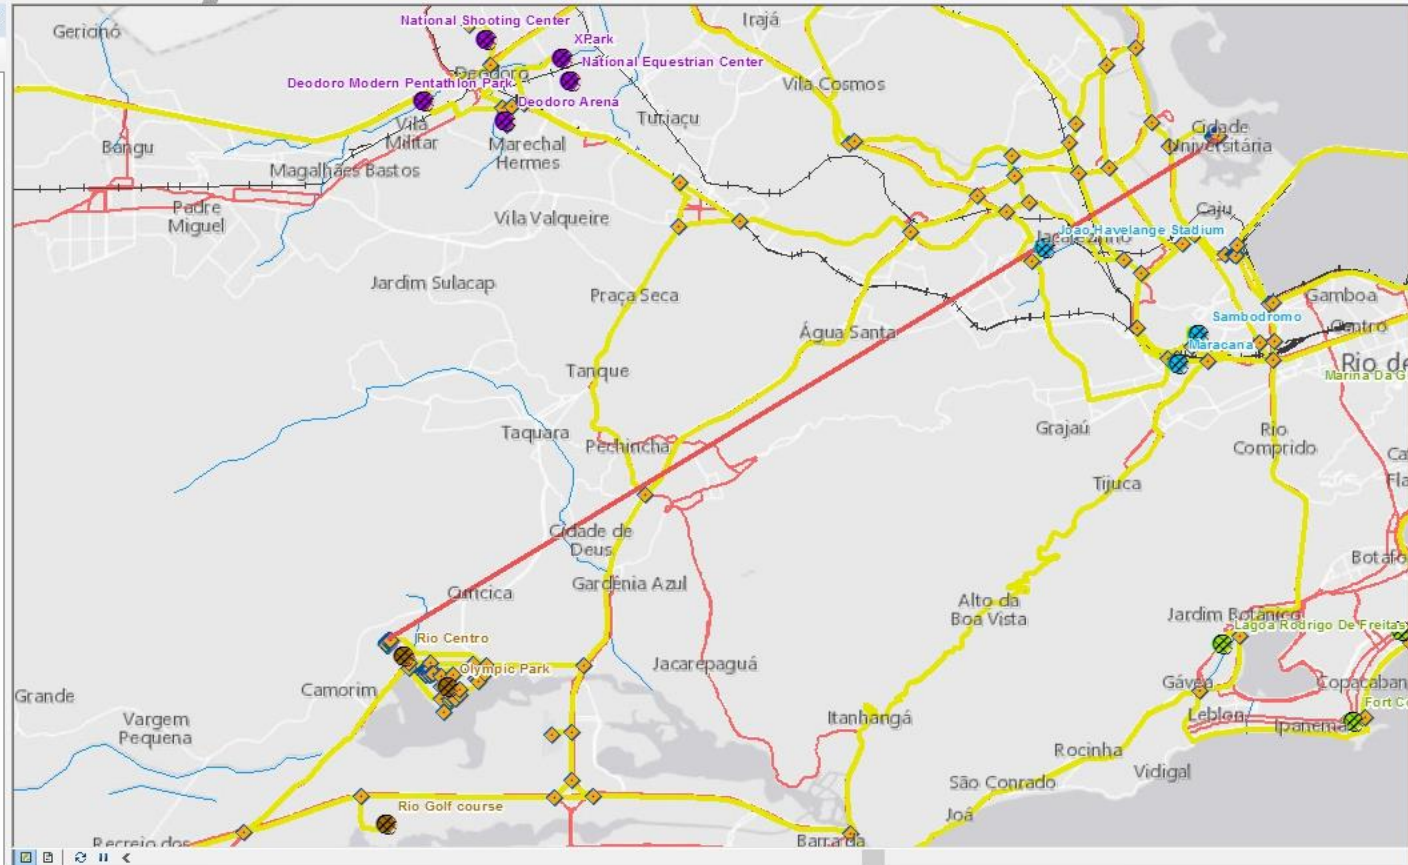 National Shooting Center
Irajá
Gericinó
XPark
National Equestrian Center
Deodoro
Vila Cosmos
Deodoro Modern Pentathlon Park
Deodoro Arena
Turiaçu
Vila
Militar
Marechal
Hermes
Cidade
Universitária
Bangu
Magalhães Bastos
Padre
Miguel
Vila Valqueire
Caju
Joao Havelange Stadium
Jacarezinho
Jardim Sulacap
Praça Seca
Gamboa
Água Santa
Sambodromo
Centro
Maracana
Rio de
Marina Da G
Tanque
Taquara
Pechincha
Grajaú
Rio
Comprido
Tijuca
Cidade de
Deus
Gardênia Azul
Botafo
Curicica
Alto da
Boa Vista
Jardim Botânico
Lagoa Rodrigo De Freitas
Rio Centro
Olympic Park
Jacarepaguá
Camorim
Grande
Gávea
Copacaban
Fort C
Vargem
Pequena
Itanhangá
Leblon
Ipanema
Rocinha
Vidigal
São Conrado
Rio Golf course
Joá
Recreio dos
Barra da